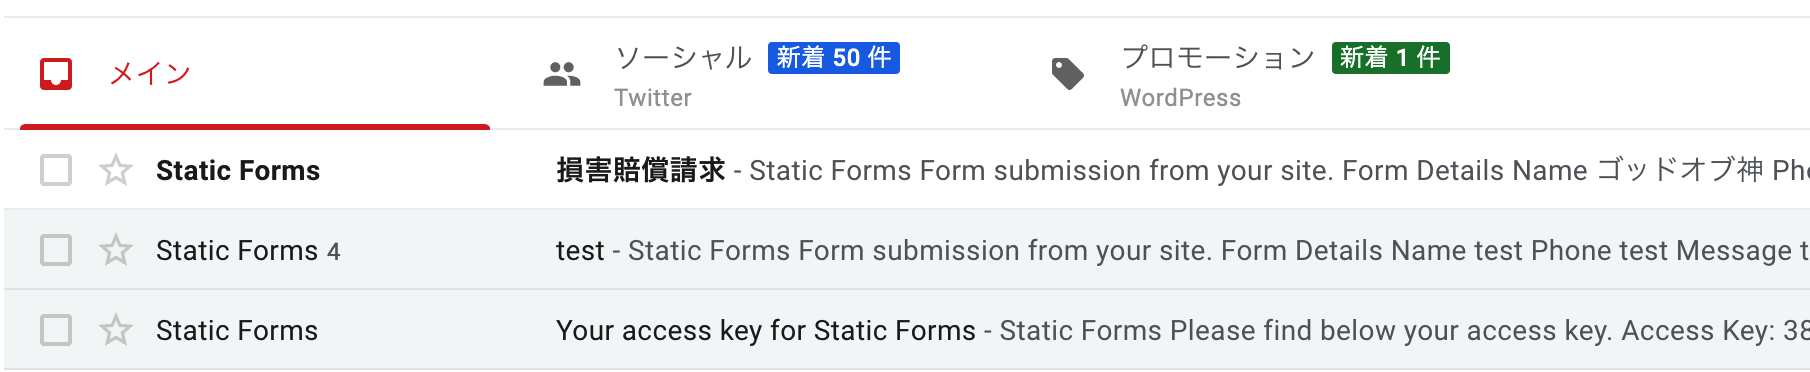 メイン
ソーシャル 新着 50 件
Twitter
プロモーション 新着 1 件
WordPress
Static Forms 損害賠償請求 - Static Forms Form submission from your site. Form Details Name ゴッドオブ神
Static Forms 4 test - Static Forms Form submission from your site. Form Details Name test Phone test Message
Static Forms Your access key for Static Forms - Static Forms Please find below your access key. Access Key: 38